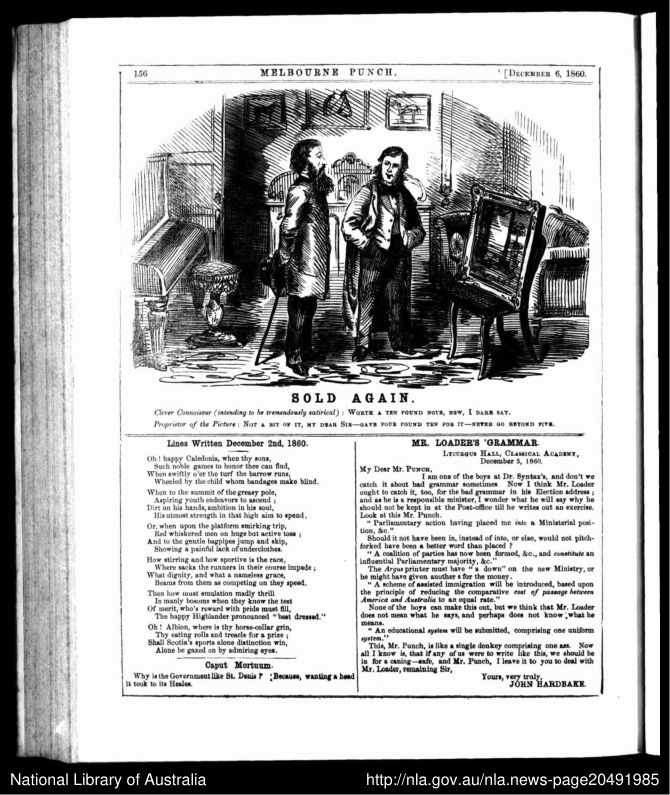 156
MELBOURNE PUNCH.
[DECEMBER 6, 1860.
SOLD AGAIN.
Clever Connoiseur (intending to be tremendously satirical) : WORTH A TEN POUND NOTE, NOW, I DARE SAY.
Proprietor of the Picture : NOT A BIT OF IT, MY DEAR SIR—GAVE FOUR POUND TEN FOR IT—NEVER GO BEYOND FIVE.
Lines Written December 2nd, 1860.
Oh! happy Caledonia, when thy sons,
Such noble games to honor thee can find,
When swiftly o'er the turf the barrow runs,
Wheeled by the child whom bandages make blind.
When to the summit of the greasy pole,
Aspiring youth endeavors to ascend ;
Dirt on his hands, ambition in his soul,
His utmost strength in that high aim to spend,
Or, when upon the platform smirking trip,
Red whiskered men on huge but active toes ;
And to the gentle bagpipes jump and skip,
Showing a painful lack of underclothes.
How stirring and how sportive is the race,
Where sacks the runners in their course impede ;
What dignity, and what a nameless grace,
Beams from them as competing on they speed.
Then how must emulation madly thrill
In manly bosoms when they know the test
Of merit, who's reward with pride must fill,
The happy Highlander pronounced "best dressed."
Oh! Albion, where is thy horse-collar grin,
Thy eating rolls and treacle for a prize ;
Shall Scotia's sports alone distinction win,
Alone be gazed on by admiring eyes.
Caput Mortuum.
Why is the Government like St. Denis ? Because, wanting a head
it took to its Heales.
MR. LOADER'S GRAMMAR.
LYCURGUS HALL, CLASSICAL ACADEMY,
December 5, 1860.
My Dear Mr. PUNCH,
I am one of the boys at Dr. Syntax's, and don't we
catch it about bad grammar sometimes. Now I think Mr. Loader
ought to catch it, too, for the bad grammar in his Election address ;
and as he is a responsible minister, I wonder what he will say why he
should not be kept in at the Post-office till he writes out an exercise.
Look at this Mr. Punch.
" Parliamentary action having placed me into a Ministerial posi-
tion, &c."
Should it not have been in, instead of into, or else, would not pitch-
forked have been a better word than placed ?
" A coalition of parties has now been formed, &c., and constitute an
influential Parliamentary majority, &c."
The Argus printer must have " a down" on the new Ministry, or
he might have given another s for the money.
" A scheme of assisted immigration will be introduced, based upon
the principle of reducing the comparative cost of passage between
America and Australia to an equal rate."
None of the boys can make this out, but we think that Mr. Loader
does not mean what he says, and perhaps does not know what he
means.
" An educational system will be submitted, comprising one uniform
system."
This, Mr. Punch, is like a single donkey comprising one ass. Now
all I know is, that if any of us were to write like this, we should be
in for a caning—safe, and Mr. Punch, I leave it to you to deal with
Mr. Loader, remaining Sir,
Yours, very truly,
JOHN HARDBAKE.
National Library of Australia
http://nla.gov.au/nla.news-page20491985